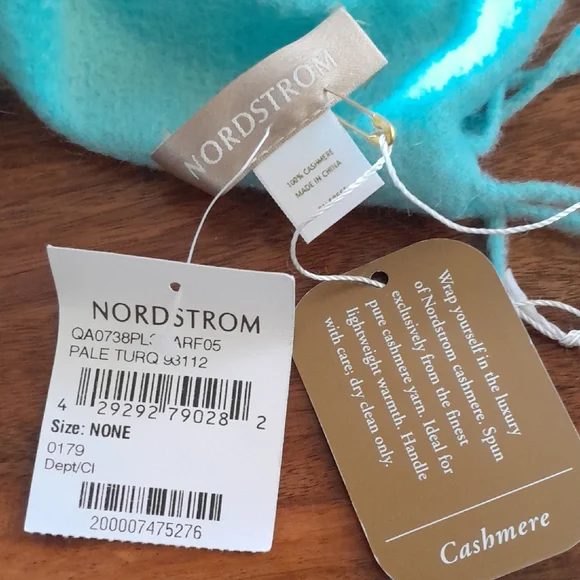 NORDSTROM
100% CASHMERE
MADE IN CHINA
NORDSTROM
ARF05
PALE TURQ 93112
4 29292 79028 2
Size: NONE
0179
Dept/Cl
200007475276
Wrap yourself in the luxury
of Nordstrom cashmere. Spun
exclusively from the finest
pure cashmere yarn. Ideal for
lightweight warmth. Handle
with care; dry clean only.
Cashmere